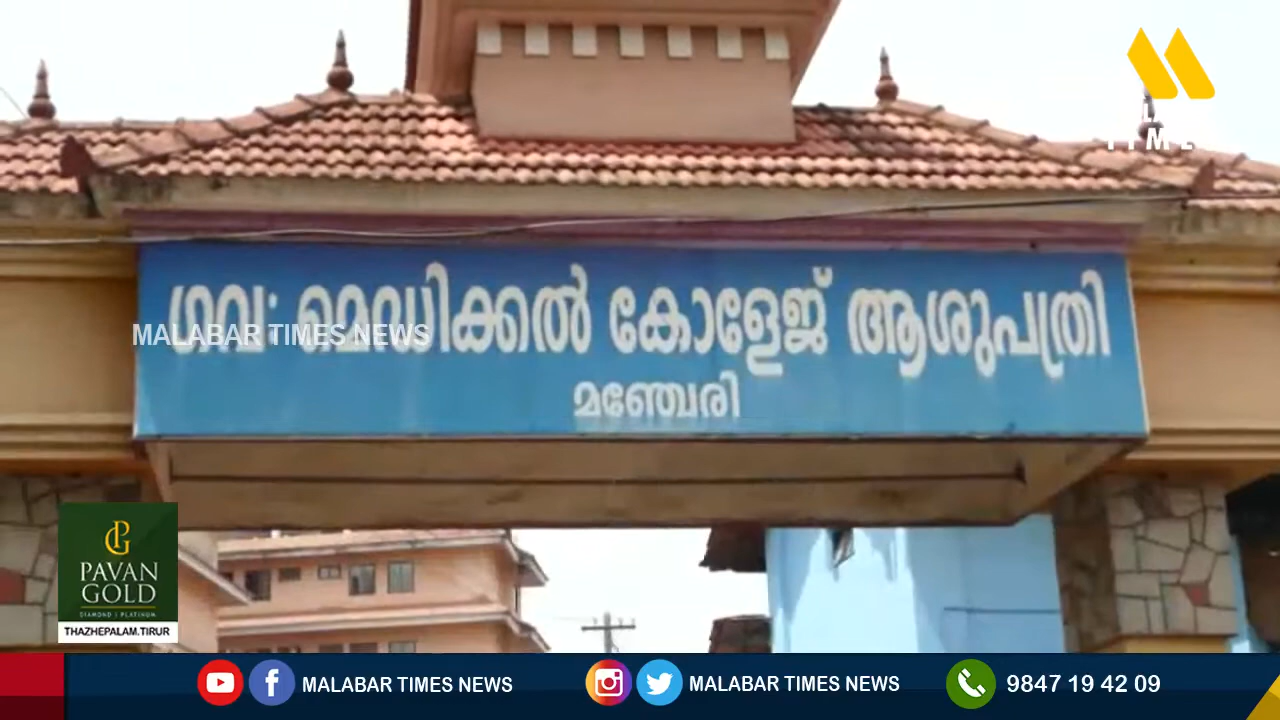 ഗവ: മെഡിക്കൽ കോളേജ് ആശുപത്രി
മഞ്ചേരി
MALABAR TIMES NEWS
PAVAN
GOLD
DIAMOND | PLATINUM
THAZHEPALAM.TIRUR
MALABAR TIMES NEWS
MALABAR TIMES NEWS
9847 19 42 09